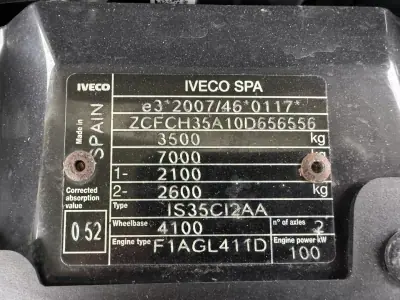 IVECO IVECO SPA
e3*2007/46*0117*
ZCFCH35A10D656556
Made in SPAIN
3500 kg
7000
1- 2100
2- 2600 kg
Corrected absorption value
0 52
Type IS35CI2AA
Wheelbase 4100 n° of axles 2
Engine type F1AGL411D Engine power kW 100